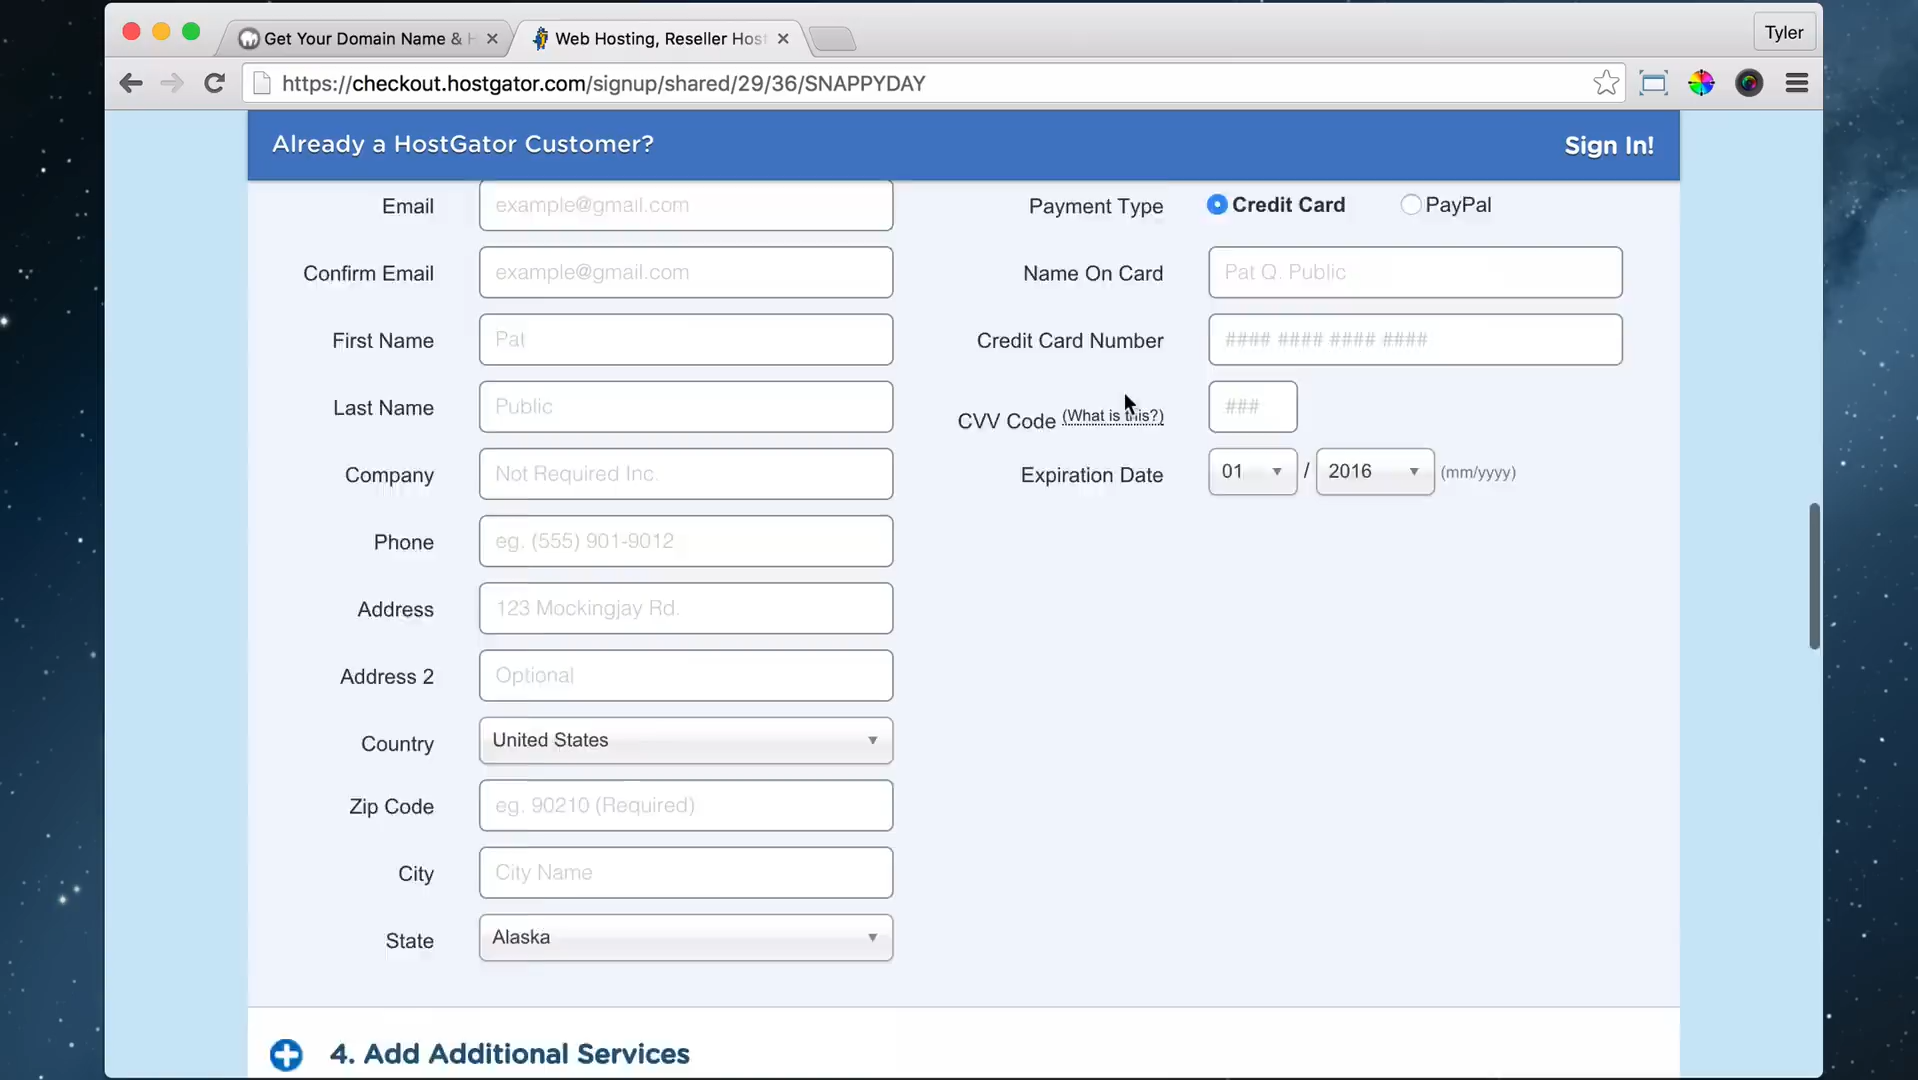 Get Your Domain Name & H
Web Hosting, Reseller Host
Tyler
https://checkout.hostgator.com/signup/shared/29/36/SNAPPYDAY
Already a HostGator Customer?
Sign In!
Email
example@gmail.com
Payment Type
Credit Card
PayPal
Confirm Email
example@gmail.com
Name On Card
Pat Q. Public
First Name
Pat
Credit Card Number
#### #### #### ####
Last Name
Public
CVV Code (What is this?)
###
Company
Not Required Inc.
Expiration Date
01 / 2016 (mm/yyyy)
Phone
eg. (555) 901-9012
Address
123 Mockingjay Rd.
Address 2
Optional
Country
United States
Zip Code
eg. 90210 (Required)
City
City Name
State
Alaska
4. Add Additional Services